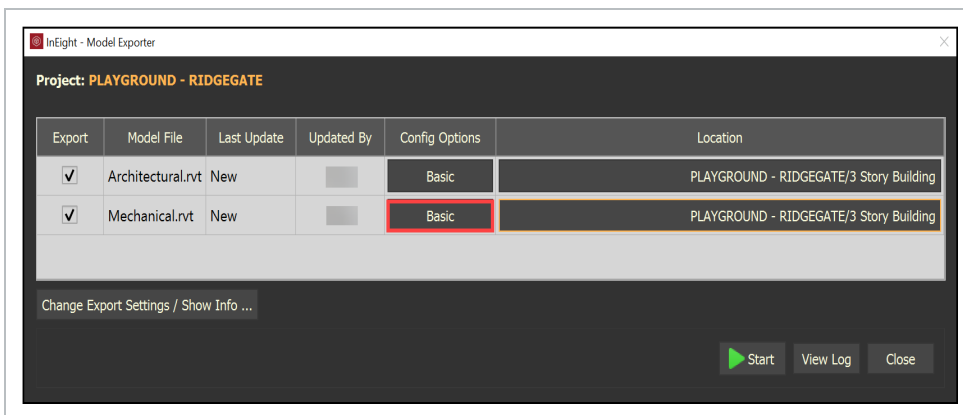 InEight - Model Exporter
Project: PLAYGROUND - RIDGEGATE
Export Model File Last Update Updated By Config Options Location
Architectural.rvt New Basic PLAYGROUND - RIDGEGATE/3 Story Building
Mechanical.rvt New Basic PLAYGROUND - RIDGEGATE/3 Story Building
Change Export Settings / Show Info ...
Start View Log Close